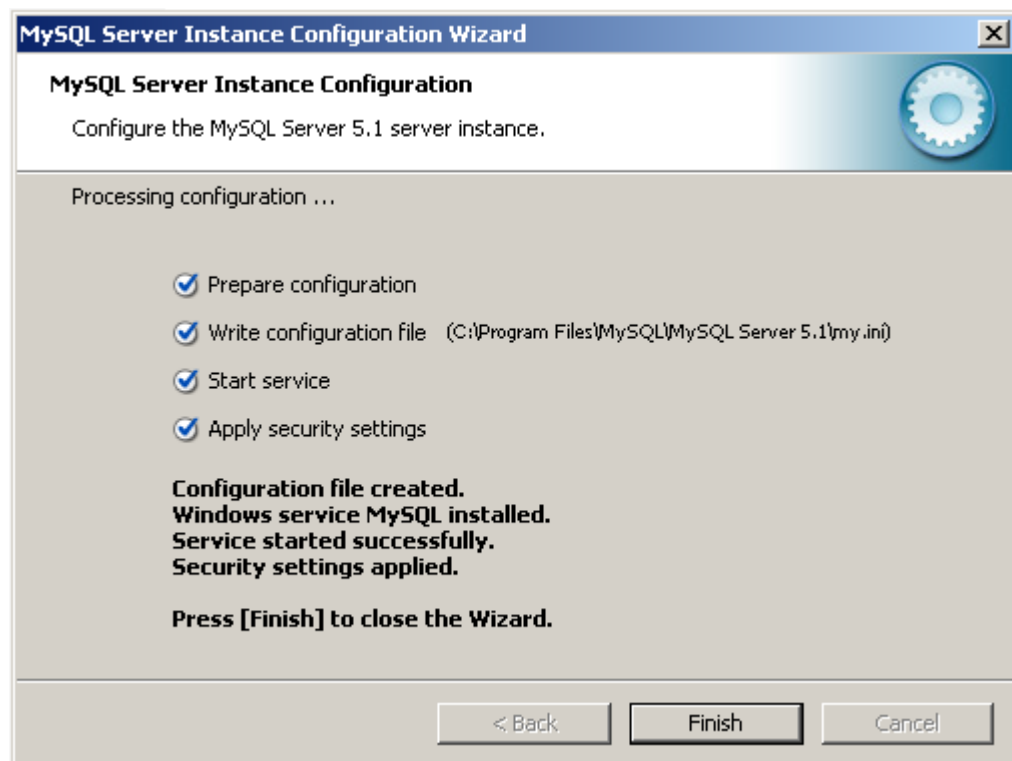 MySQL Server Instance Configuration Wizard
MySQL Server Instance Configuration
Configure the MySQL Server 5.1 server instance.
Processing configuration ...
Prepare configuration
Write configuration file (C:\Program Files\MySQL\MySQL Server 5.1\my.ini)
Start service
Apply security settings
Configuration file created.
Windows service MySQL installed.
Service started successfully.
Security settings applied.
Press [Finish] to close the Wizard.
< Back Finish Cancel